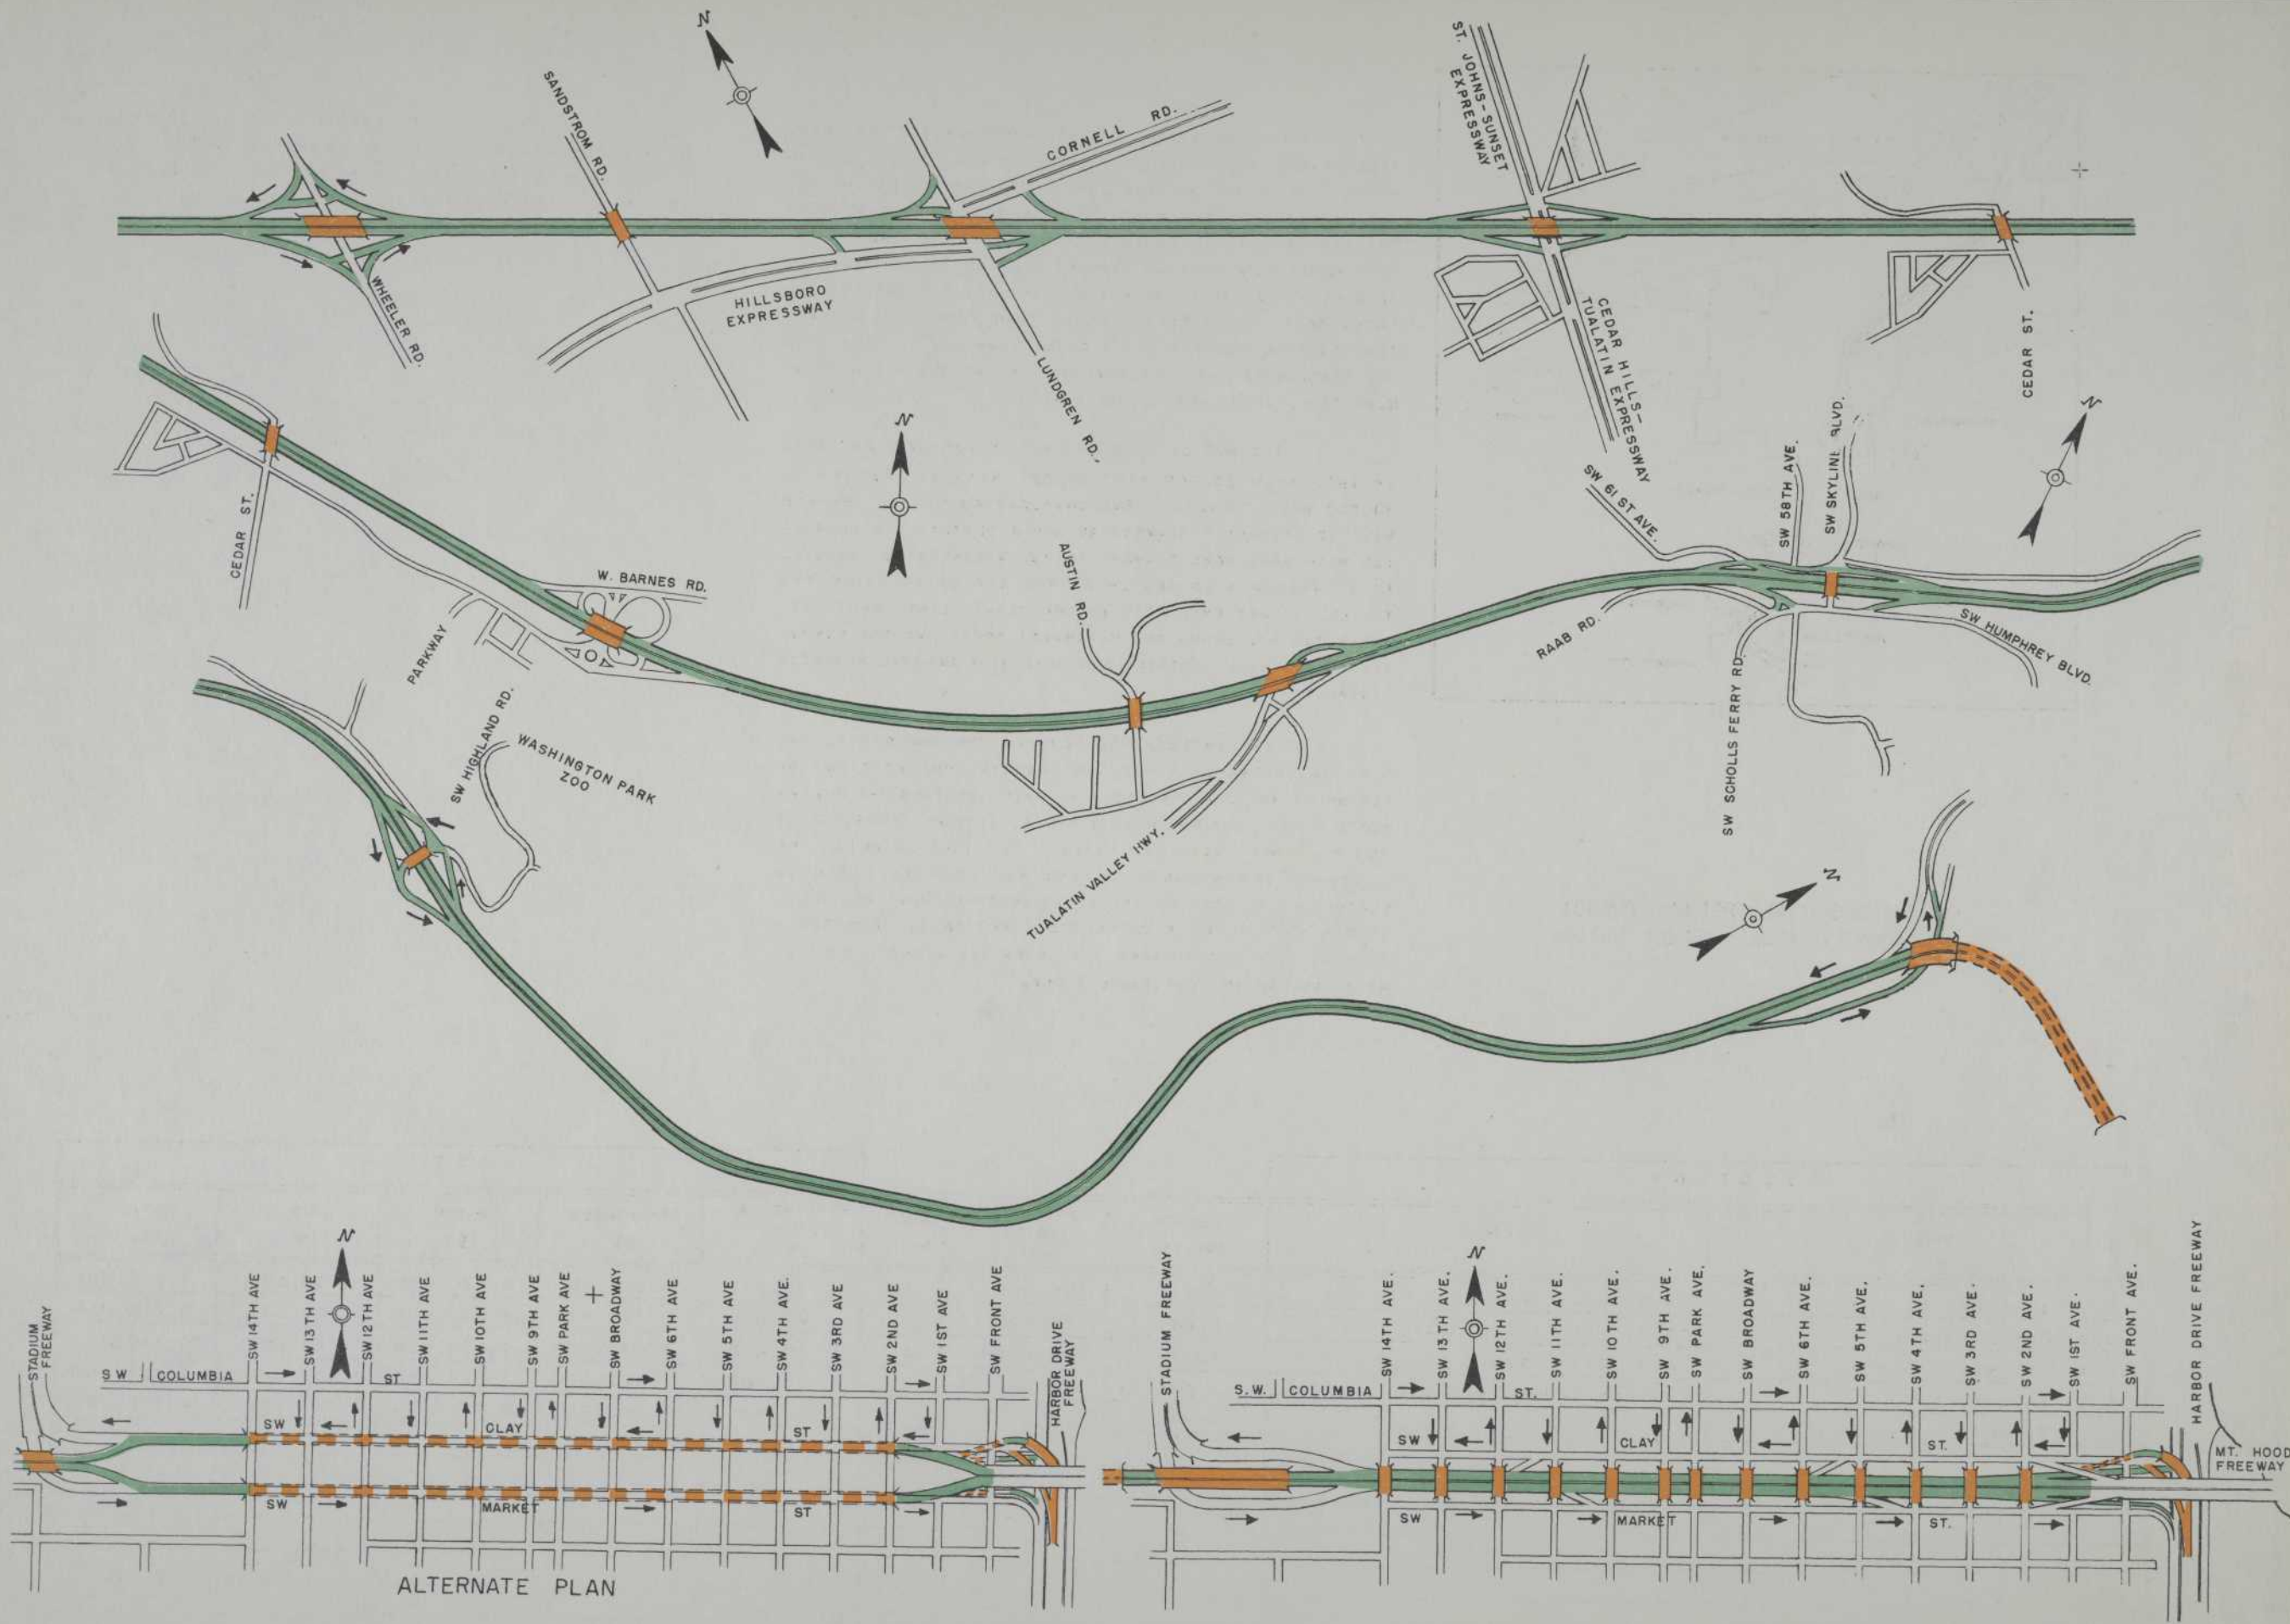 N
SANDSTROM RD.
CORNELL RD.
ST. JOHNS-SUNSET
EXPRESSWAY
WHEELER RD.
HILLSBORO
EXPRESSWAY
LUNDGREN RD.
CEDAR HILLS-
TUALATIN EXPRESSWAY
CEDAR ST.
CEDAR ST.
W. BARNES RD.
PARKWAY
N
AUSTIN RD.
TUALATIN VALLEY HWY.
SW 61 ST AVE.
SW 58TH AVE.
SW SKYLINE BLVD.
N
RAAB RD.
SW SCHOLLS FERRY RD.
SW HUMPHREY BLVD.
SW HIGHLAND RD.
WASHINGTON PARK
ZOO
N
STADIUM
FREEWAY
SW 14TH AVE
SW 13TH AVE
N
SW 12TH AVE
SW 11TH AVE
SW 10TH AVE
SW 9TH AVE
SW PARK AVE
SW BROADWAY
SW 6TH AVE
SW 5TH AVE
SW 4TH AVE.
SW 3RD AVE
SW 2ND AVE
SW 1ST AVE
SW FRONT AVE
HARBOR DRIVE
FREEWAY
SW COLUMBIA ST
SW CLAY ST
SW MARKET ST
ALTERNATE PLAN
STADIUM FREEWAY
SW 14TH AVE.
SW 13TH AVE.
N
SW 12TH AVE.
SW 11TH AVE.
SW 10TH AVE.
SW 9TH AVE.
SW PARK AVE.
SW BROADWAY
SW 6TH AVE.
SW 5TH AVE.
SW 4TH AVE.
SW 3RD AVE.
SW 2ND AVE.
SW 1ST AVE.
SW FRONT AVE.
HARBOR DRIVE FREEWAY
MT. HOOD
FREEWAY
S.W. COLUMBIA ST.
SW CLAY ST.
SW MARKET ST.